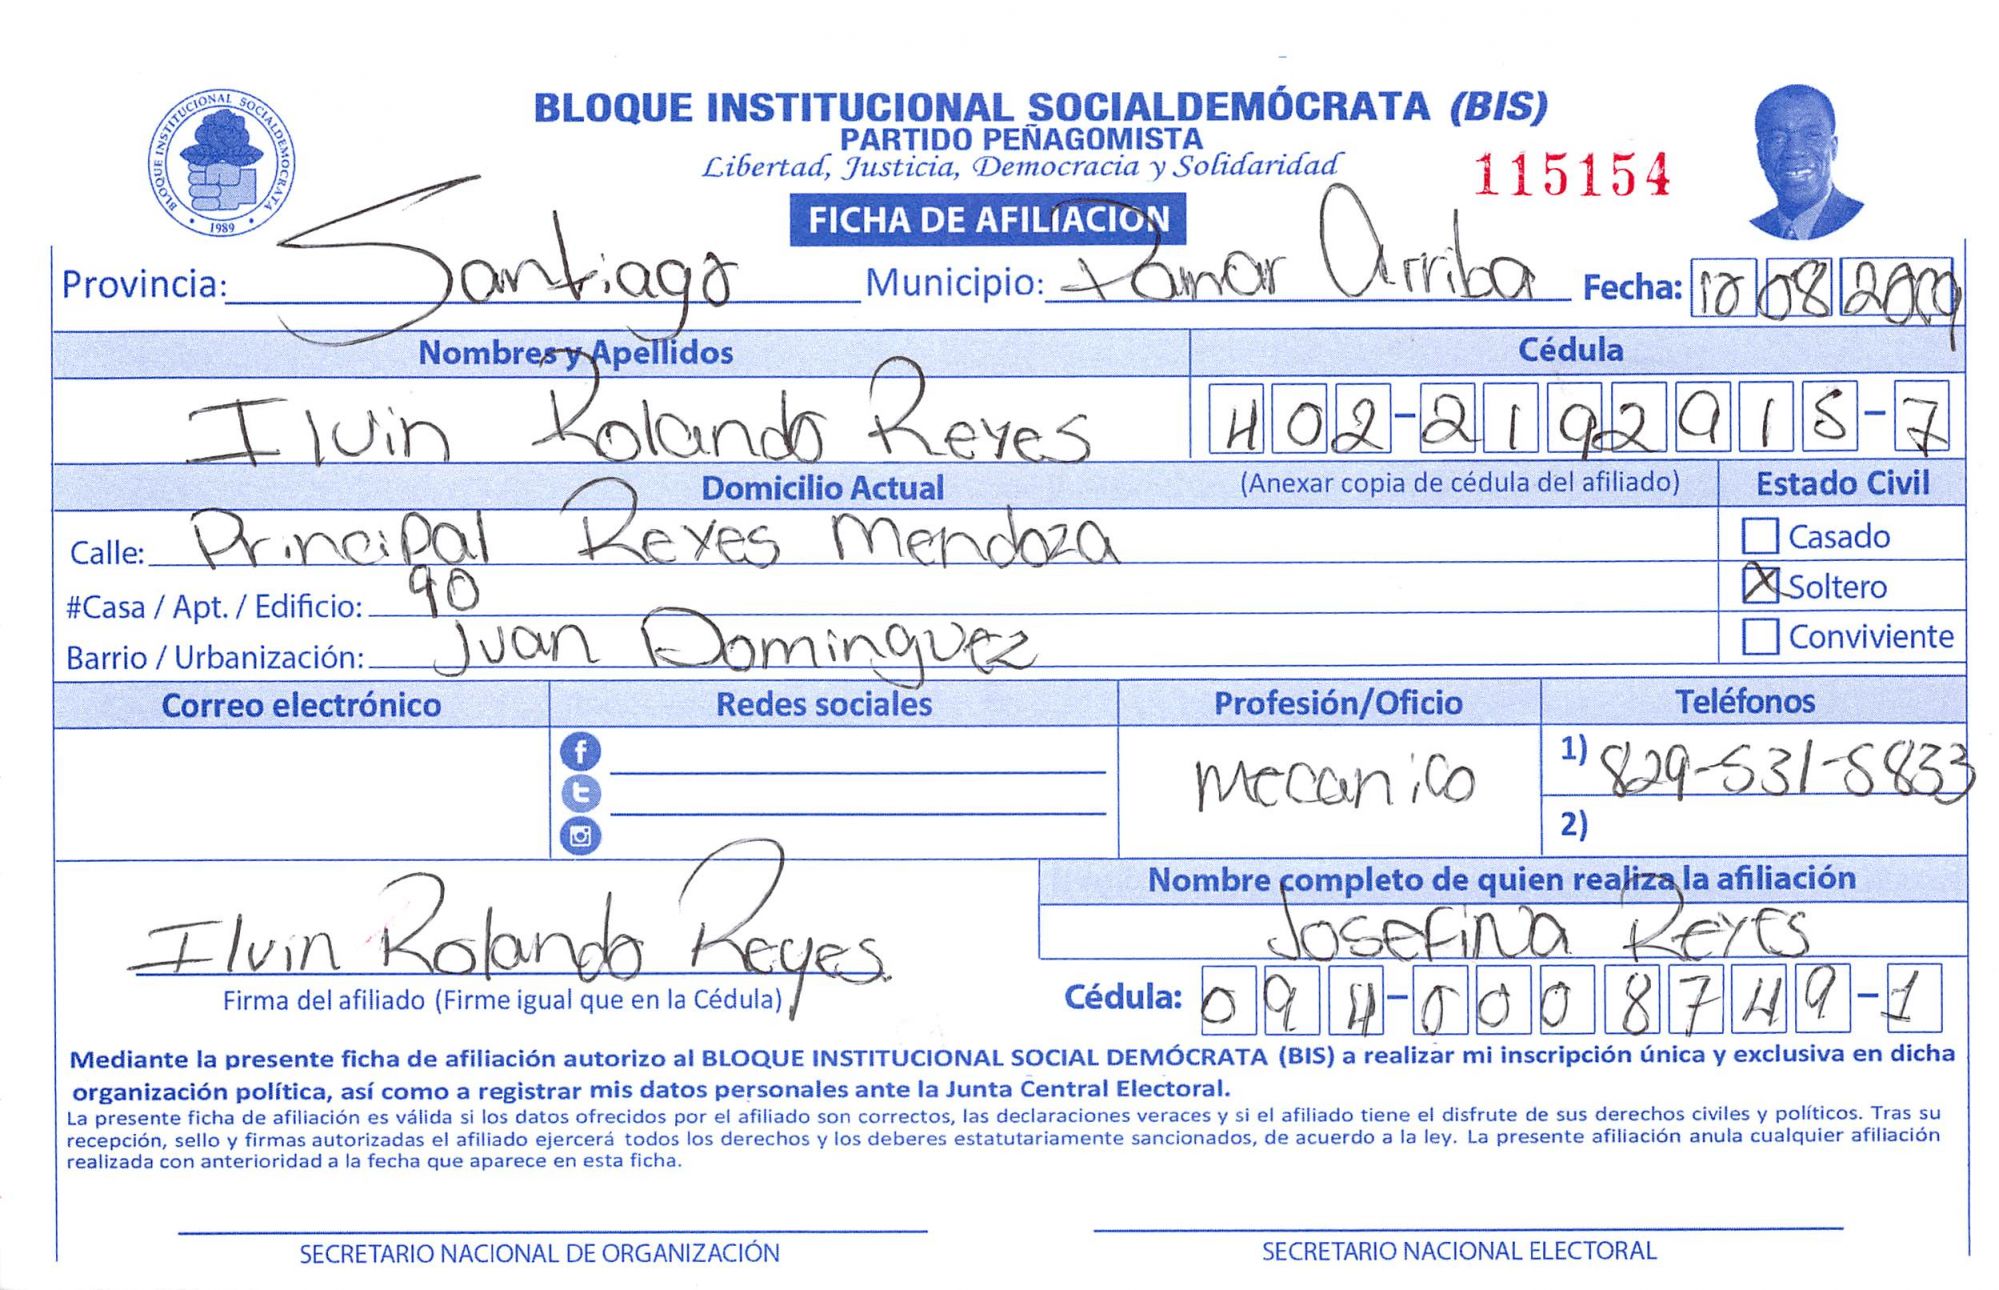 BLOQUE INSTITUCIONAL SOCIALDEMÓCRATA
1989
BLOQUE INSTITUCIONAL SOCIALDEMÓCRATA (BIS)
PARTIDO PEÑAGOMISTA
Libertad, Justicia, Democracia y Solidaridad
115154
FICHA DE AFILIACIÓN
Provincia: Santiago Municipio: Pamar Arriba Fecha: 10 08 2009
Nombres y Apellidos Cédula
Ilvin Rolando Reyes 402-2192915-7
Domicilio Actual (Anexar copia de cédula del afiliado) Estado Civil
Calle: Principal Reyes Mendoza Casado
#Casa / Apt. / Edificio: 90 X Soltero
Barrio / Urbanización: Juan Dominguez Conviviente
Correo electrónico Redes sociales Profesión/Oficio Teléfonos
Mecanico 1) 829-531-5833
2)
Nombre completo de quien realiza la afiliación
Ilvin Rolando Reyes. Josefina Reyes
Firma del afiliado (Firme igual que en la Cédula) Cédula: 094-0008749-1
Mediante la presente ficha de afiliación autorizo al BLOQUE INSTITUCIONAL SOCIAL DEMÓCRATA (BIS) a realizar mi inscripción única y exclusiva en dicha
organización política, así como a registrar mis datos personales ante la Junta Central Electoral.
La presente ficha de afiliación es válida si los datos ofrecidos por el afiliado son correctos, las declaraciones veraces y si el afiliado tiene el disfrute de sus derechos civiles y políticos. Tras su
recepción, sello y firmas autorizadas el afiliado ejercerá todos los derechos y los deberes estatutariamente sancionados, de acuerdo a la ley. La presente afiliación anula cualquier afiliación
realizada con anterioridad a la fecha que aparece en esta ficha.
SECRETARIO NACIONAL DE ORGANIZACIÓN SECRETARIO NACIONAL ELECTORAL